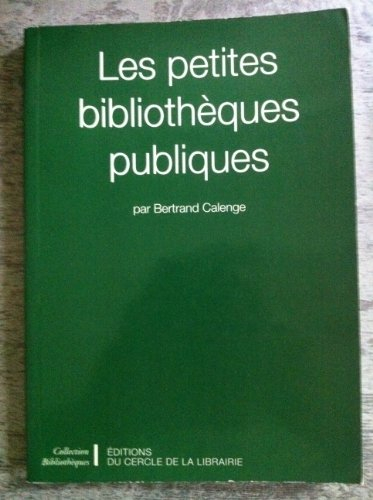 Les petites
bibliothèques
publiques
par Bertrand Calenge
Collection
Bibliothèques
ÉDITIONS
DU CERCLE DE LA LIBRAIRIE